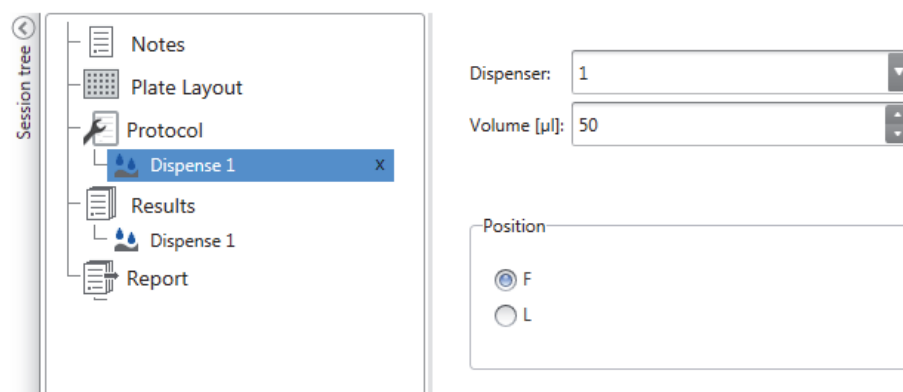 Session tree
Notes
Plate Layout
Protocol
Dispense 1 x
Results
Dispense 1
Report
Dispenser: 1
Volume [µl]: 50
Position
F
L